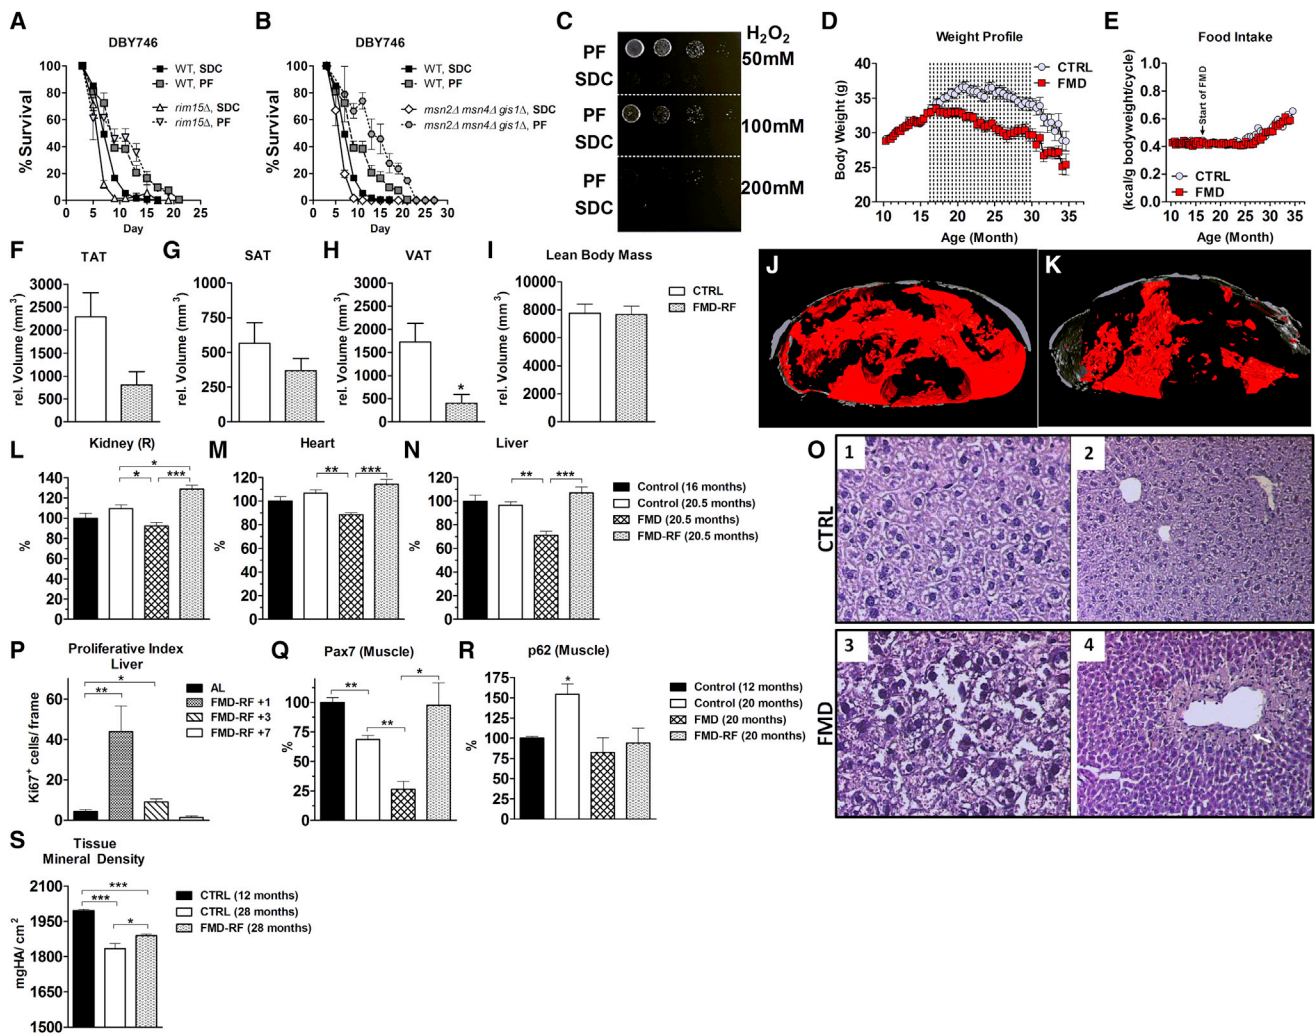 A
DBY746
% Survival
100
80
60
40
20
0
0 5 10 15 20 25
Day
WT, SDC
WT, PF
rim15Δ, SDC
rim15Δ, PF
B
DBY746
% Survival
100
80
60
40
20
0
0 5 10 15 20 25 30
Day
WT, SDC
WT, PF
msn2Δ msn4Δ gis1Δ, SDC
msn2Δ msn4Δ gis1Δ, PF
C
H2O2
PF
SDC
50mM
PF
SDC
100mM
PF
SDC
200mM
D
Weight Profile
Body Weight (g)
40
35
30
25
20
10 15 20 25 30 35
Age (Month)
CTRL
FMD
E
Food Intake
(kcal/g bodyweight/cycle)
1.0
0.8
0.6
0.4
0.2
0.0
Start of FMD
CTRL
FMD
10 15 20 25 30 35
Age (Month)
F
TAT
rel. Volume (mm3)
3000
2500
2000
1500
1000
500
0
G
SAT
rel. Volume (mm3)
1000
750
500
250
0
H
VAT
rel. Volume (mm3)
3000
2500
2000
1500
1000
500
0
*
I
Lean Body Mass
rel. Volume (mm3)
10000
8000
6000
4000
2000
0
CTRL
FMD-RF
J
K
L
Kidney (R)
%
140
120
100
80
60
40
20
0
*
* ***
M
Heart
%
120
100
80
60
40
20
0
** ***
N
Liver
%
120
100
80
60
40
20
0
** ***
Control (16 months)
Control (20.5 months)
FMD (20.5 months)
FMD-RF (20.5 months)
O
CTRL
FMD
1
2
3
4
P
Proliferative Index
Liver
Ki67+ cells/ frame
60
40
20
0
*
**
AL
FMD-RF +1
FMD-RF +3
FMD-RF +7
Q
Pax7 (Muscle)
%
100
75
50
25
0
**
**
*
R
p62 (Muscle)
%
175
150
125
100
75
50
25
0
*
Control (12 months)
Control (20 months)
FMD (20 months)
FMD-RF (20 months)
S
Tissue
Mineral Density
mgHA/ cm2
2100
1950
1800
1650
1500
***
***
*
CTRL (12 months)
CTRL (28 months)
FMD-RF (28 months)